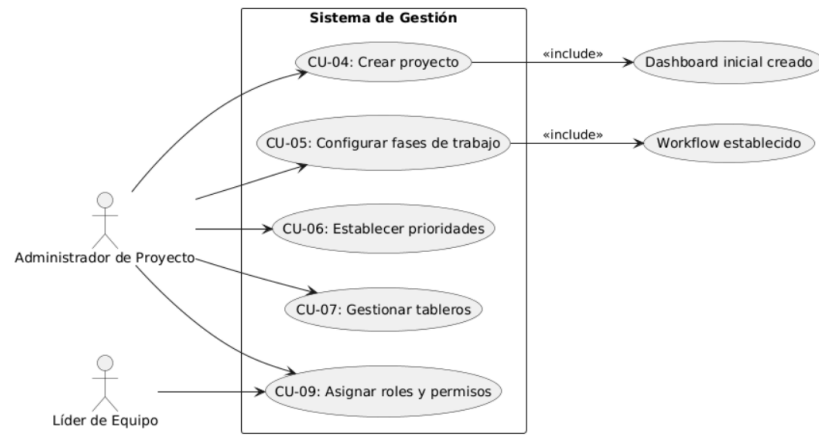 Sistema de Gestión
CU-04: Crear proyecto
«include»
Dashboard inicial creado
CU-05: Configurar fases de trabajo
«include»
Workflow establecido
CU-06: Establecer prioridades
Administrador de Proyecto
CU-07: Gestionar tableros
CU-09: Asignar roles y permisos
Líder de Equipo